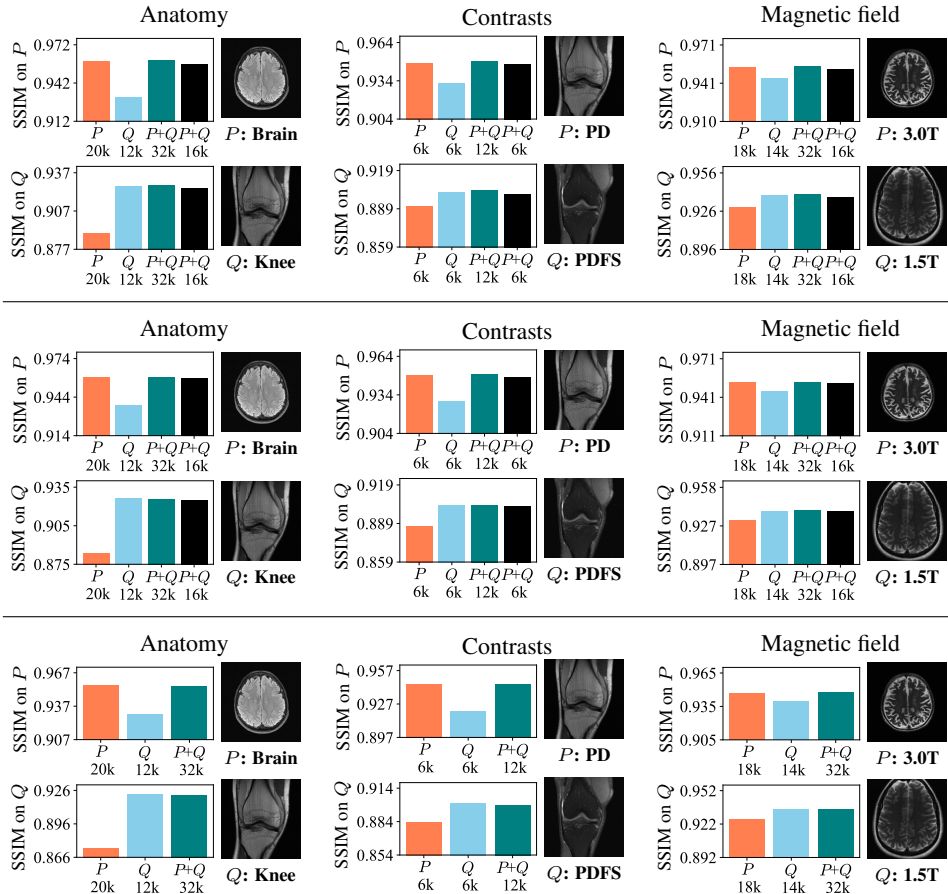 Anatomy
SSIM on P
0.972
0.942
0.912
P Q P+Q P+Q
20k 12k 32k 16k
P: Brain
SSIM on Q
0.937
0.907
0.877
P Q P+Q P+Q
20k 12k 32k 16k
Q: Knee
Contrasts
SSIM on P
0.964
0.934
0.904
P Q P+Q P+Q
6k 6k 12k 6k
P: PD
SSIM on Q
0.919
0.889
0.859
P Q P+Q P+Q
6k 6k 12k 6k
Q: PDFS
Magnetic field
SSIM on P
0.971
0.941
0.910
P Q P+Q P+Q
18k 14k 32k 16k
P: 3.0T
SSIM on Q
0.956
0.926
0.896
P Q P+Q P+Q
18k 14k 32k 16k
Q: 1.5T
Anatomy
SSIM on P
0.974
0.944
0.914
P Q P+Q P+Q
20k 12k 32k 16k
P: Brain
SSIM on Q
0.935
0.905
0.875
P Q P+Q P+Q
20k 12k 32k 16k
Q: Knee
Contrasts
SSIM on P
0.964
0.934
0.904
P Q P+Q P+Q
6k 6k 12k 6k
P: PD
SSIM on Q
0.919
0.889
0.859
P Q P+Q P+Q
6k 6k 12k 6k
Q: PDFS
Magnetic field
SSIM on P
0.971
0.941
0.911
P Q P+Q P+Q
18k 14k 32k 16k
P: 3.0T
SSIM on Q
0.958
0.927
0.897
P Q P+Q P+Q
18k 14k 32k 16k
Q: 1.5T
Anatomy
SSIM on P
0.967
0.937
0.907
P Q P+Q
20k 12k 32k
P: Brain
SSIM on Q
0.926
0.896
0.866
P Q P+Q
20k 12k 32k
Q: Knee
Contrasts
SSIM on P
0.957
0.927
0.897
P Q P+Q
6k 6k 12k
P: PD
SSIM on Q
0.914
0.884
0.854
P Q P+Q
6k 6k 12k
Q: PDFS
Magnetic field
SSIM on P
0.965
0.935
0.905
P Q P+Q
18k 14k 32k
P: 3.0T
SSIM on Q
0.952
0.922
0.892
P Q P+Q
18k 14k 32k
Q: 1.5T